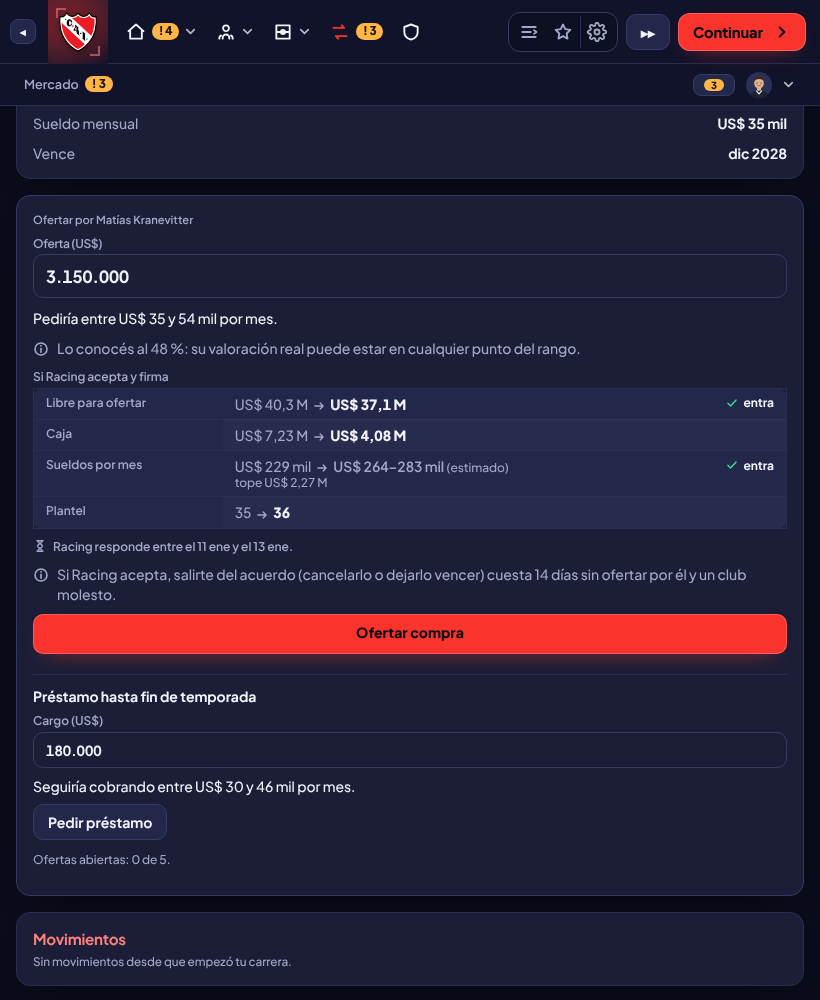 ◂
C.A.I.
! 4
! 3
▸▸
Continuar
Mercado ! 3
3
Sueldo mensual US$ 35 mil
Vence dic 2028
Ofertar por Matías Kranevitter
Oferta (US$)
3.150.000
Pediría entre US$ 35 y 54 mil por mes.
Lo conocés al 48 %: su valoración real puede estar en cualquier punto del rango.
Si Racing acepta y firma
Libre para ofertar US$ 40,3 M → US$ 37,1 M ✓ entra
Caja US$ 7,23 M → US$ 4,08 M
Sueldos por mes US$ 229 mil → US$ 264–283 mil (estimado) ✓ entra
tope US$ 2,27 M
Plantel 35 → 36
Racing responde entre el 11 ene y el 13 ene.
Si Racing acepta, salirte del acuerdo (cancelarlo o dejarlo vencer) cuesta 14 días sin ofertar por él y un club
molesto.
Ofertar compra
Préstamo hasta fin de temporada
Cargo (US$)
180.000
Seguiría cobrando entre US$ 30 y 46 mil por mes.
Pedir préstamo
Ofertas abiertas: 0 de 5.
Movimientos
Sin movimientos desde que empezó tu carrera.